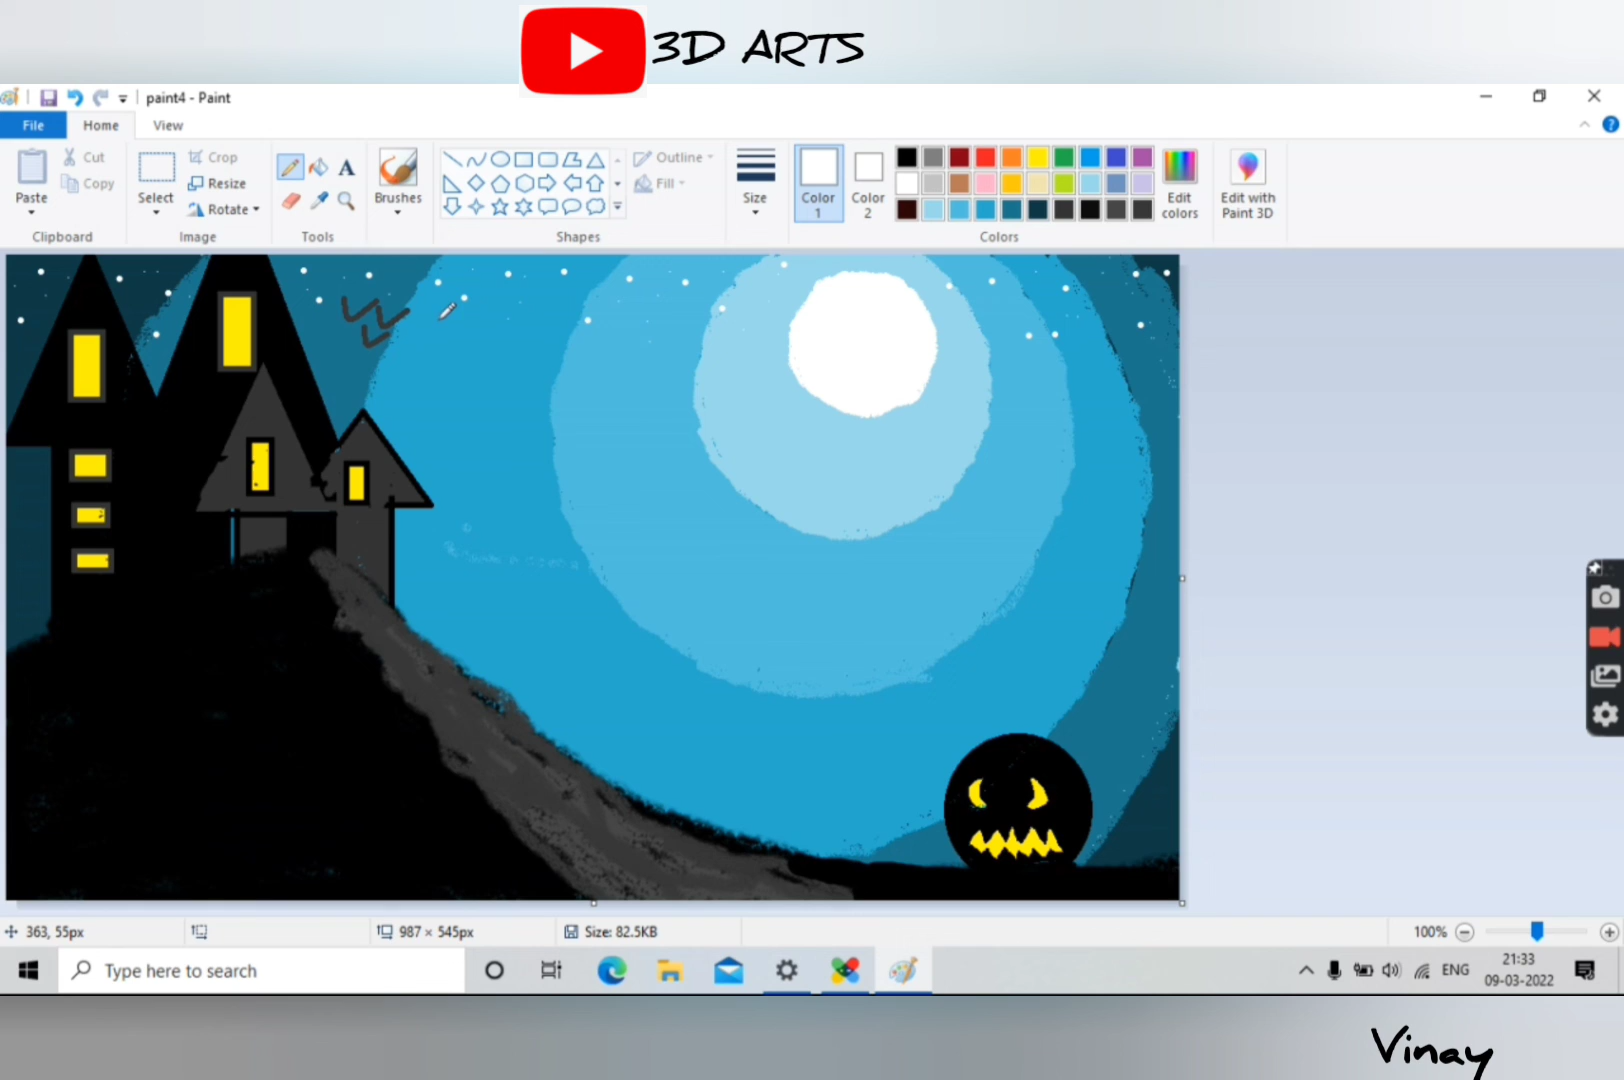 3D ARTS
paint4 - Paint
File Home View
Paste
Cut
Copy
Clipboard
Select
Crop
Resize
Rotate
Image
A
Tools
Brushes
Shapes
Outline
Fill
Size
Color 1
Color 2
Edit colors
Colors
Edit with Paint 3D
363, 55px
987 × 545px
Size: 82.5KB
100%
Type here to search
ENG
21:33
09-03-2022
Vinay